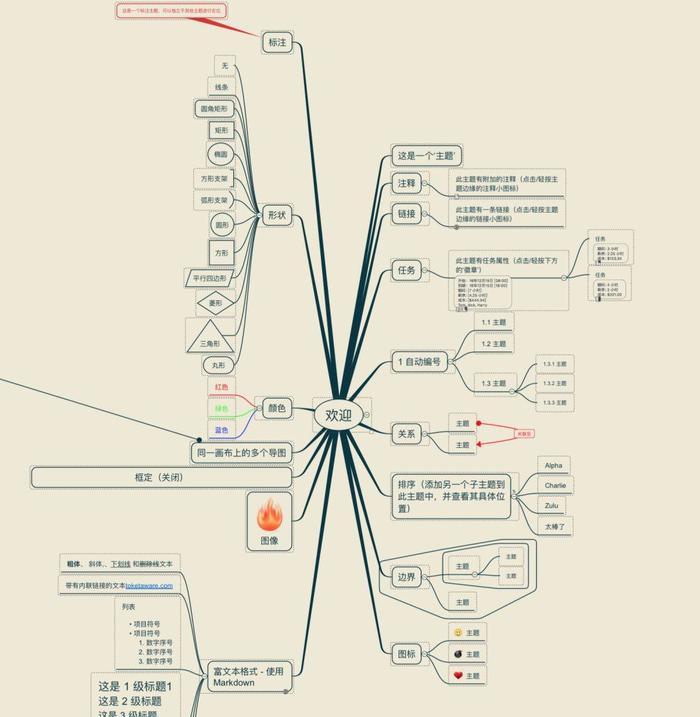 这是一个标注主题，可以独立于其他主题进行定位
标注
无
线条
圆角矩形
矩形
椭圆
方形支架
弧形支架
圆形
方形
平行四边形
菱形
三角形
丸形
形状
红色
绿色
蓝色
颜色
同一画布上的多个导图
框定（关闭）
图像
粗体、 斜体、、下划线 和删除线文本
带有内联链接的文本toketaware.com
列表
• 项目符号
• 项目符号
1. 数字序号
2. 数字序号
3. 数字序号
这是 1 级标题1
这是 2 级标题
这是 3 级标题
富文本格式 - 使用
Markdown
欢迎
这是一个'主题'
注释
此主题有附加的注释（点击/轻按主
题边缘的注释小图标）
链接
此主题有一条链接（点击/轻按主题
边缘的链接小图标）
任务
此主题有任务属性（点击/轻按下方
的'徽章'）
任务
任务
1 自动编号
1.1 主题
1.2 主题
1.3 主题
1.3.1 主题
1.3.2 主题
1.3.3 主题
关系
主题
主题
排序（添加另一个子主题到
此主题中，并查看其具体位
置）
Alpha
Charlie
Zulu
太棒了
边界
主题
主题
主题
主题
图标
主题
主题
主题